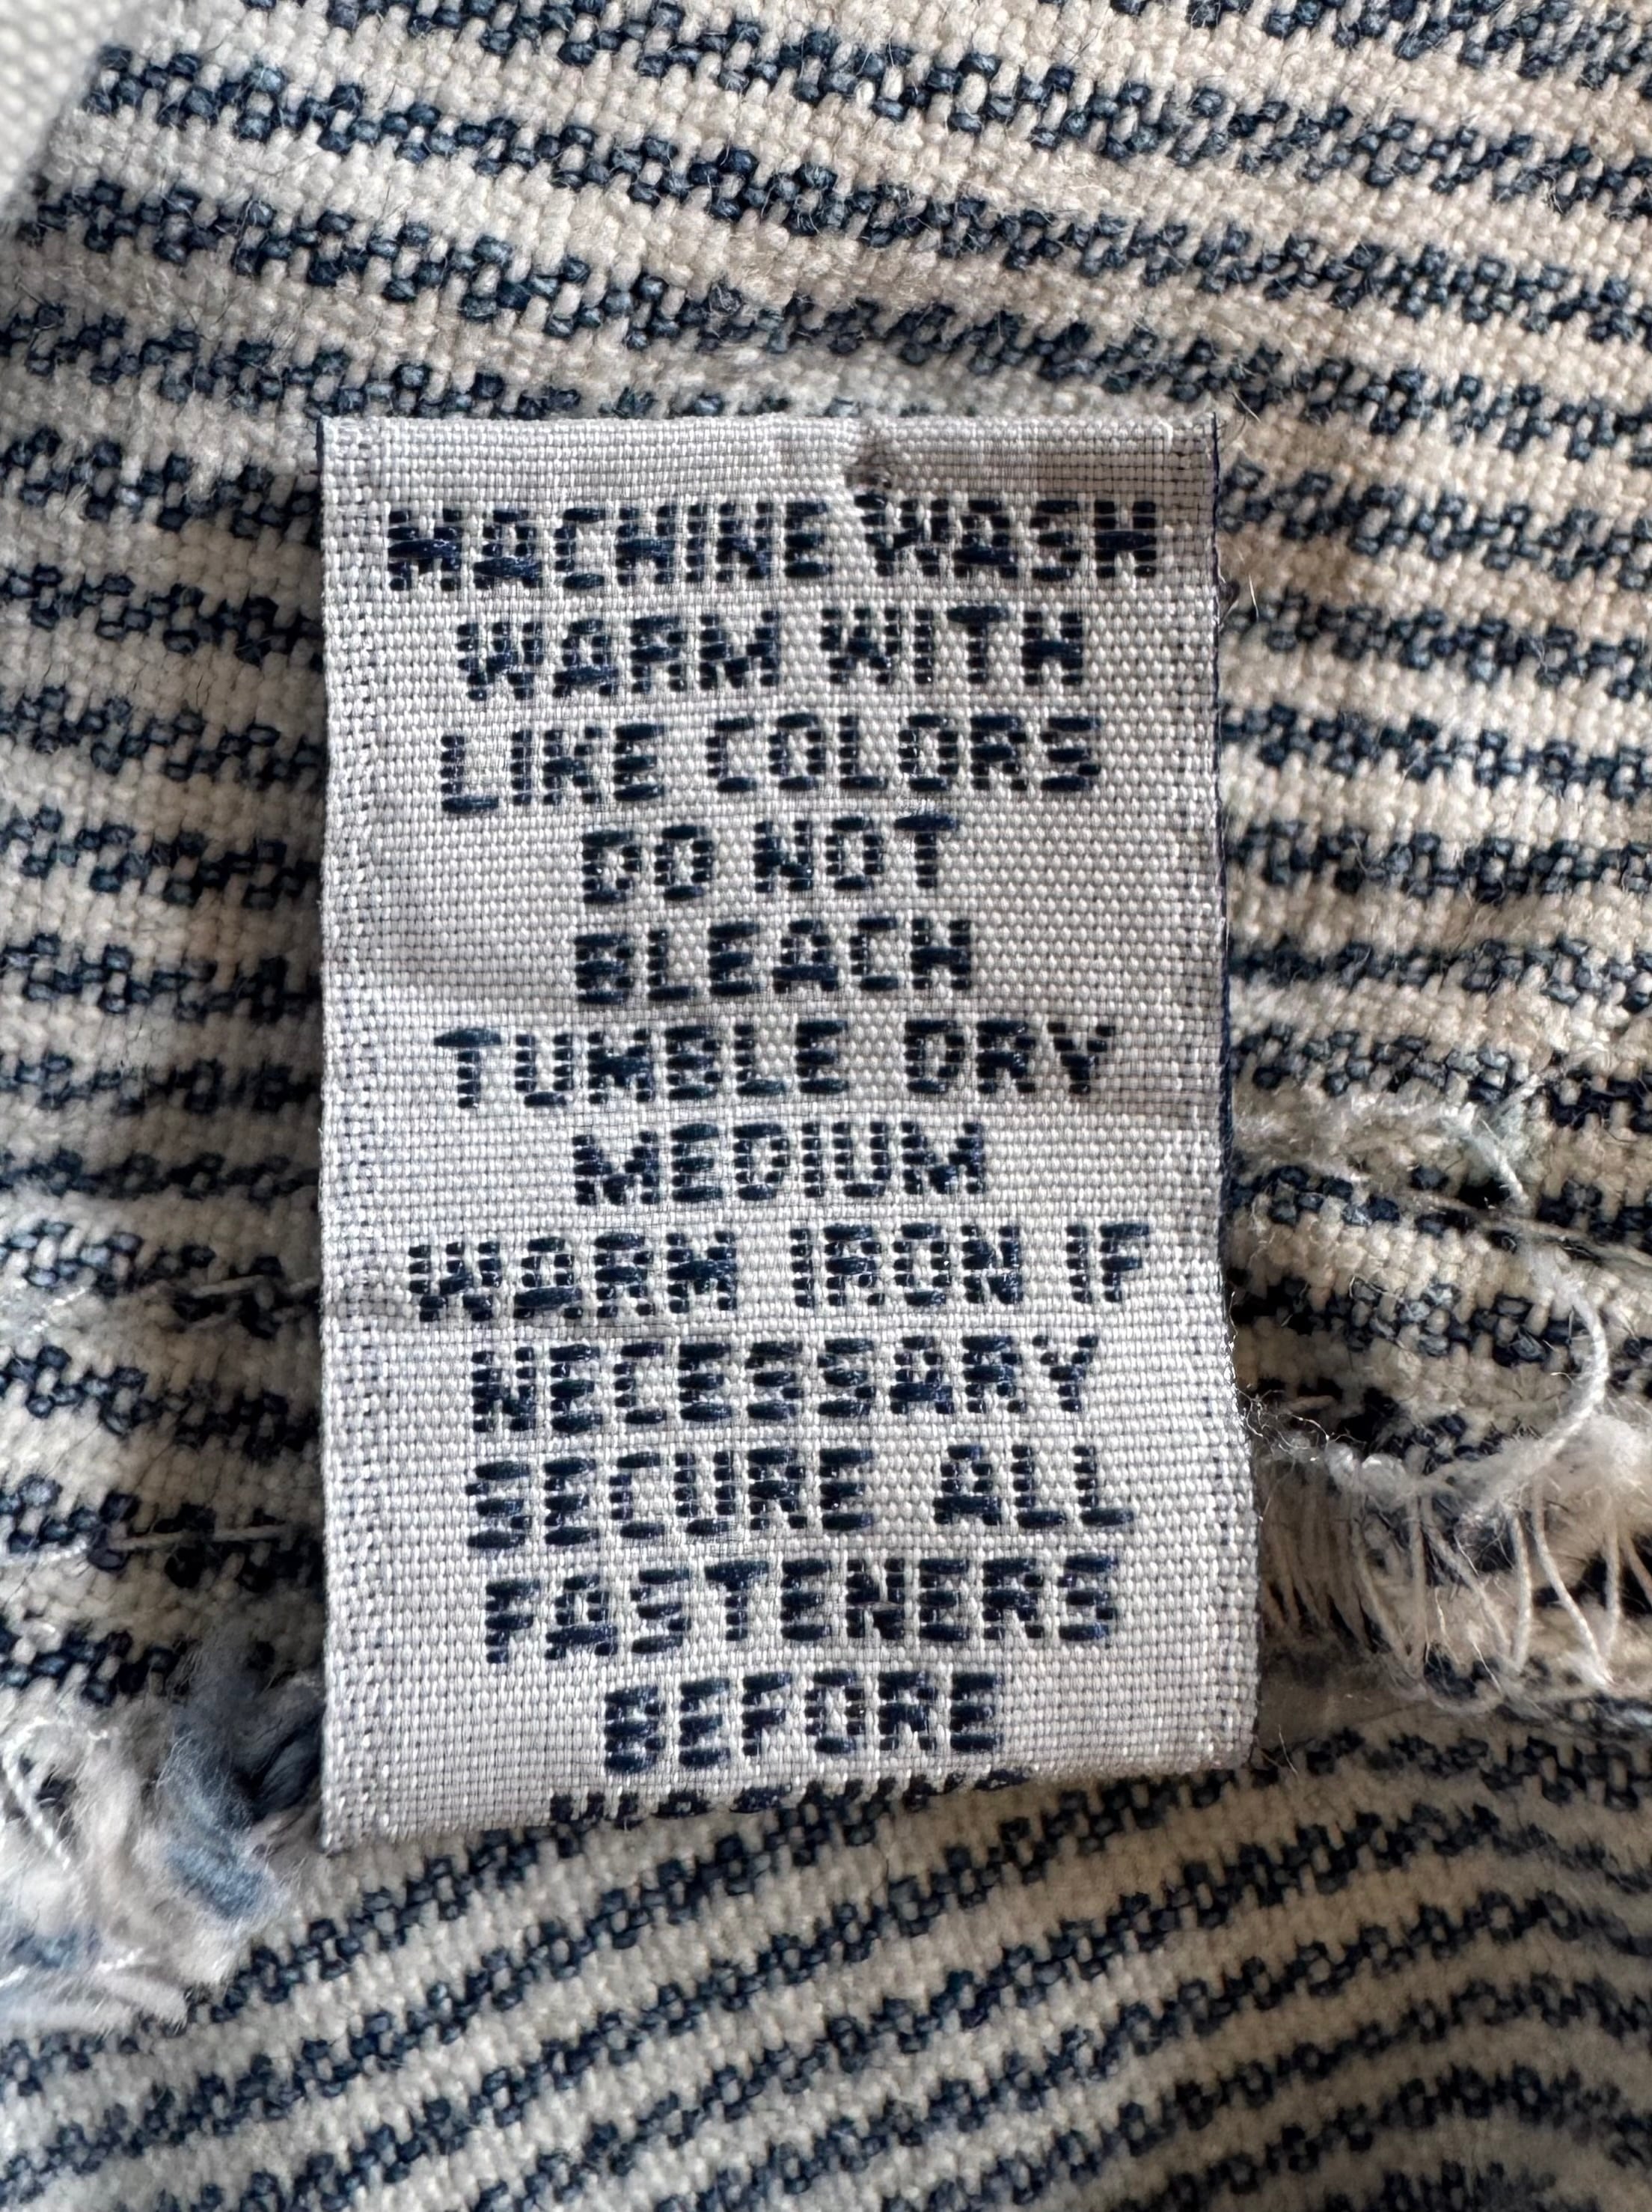 MACHINE WASH
WARM WITH
LIKE COLORS
DO NOT
BLEACH
TUMBLE DRY
MEDIUM
WARM IRON IF
NECESSARY
SECURE ALL
FASTENERS
BEFORE